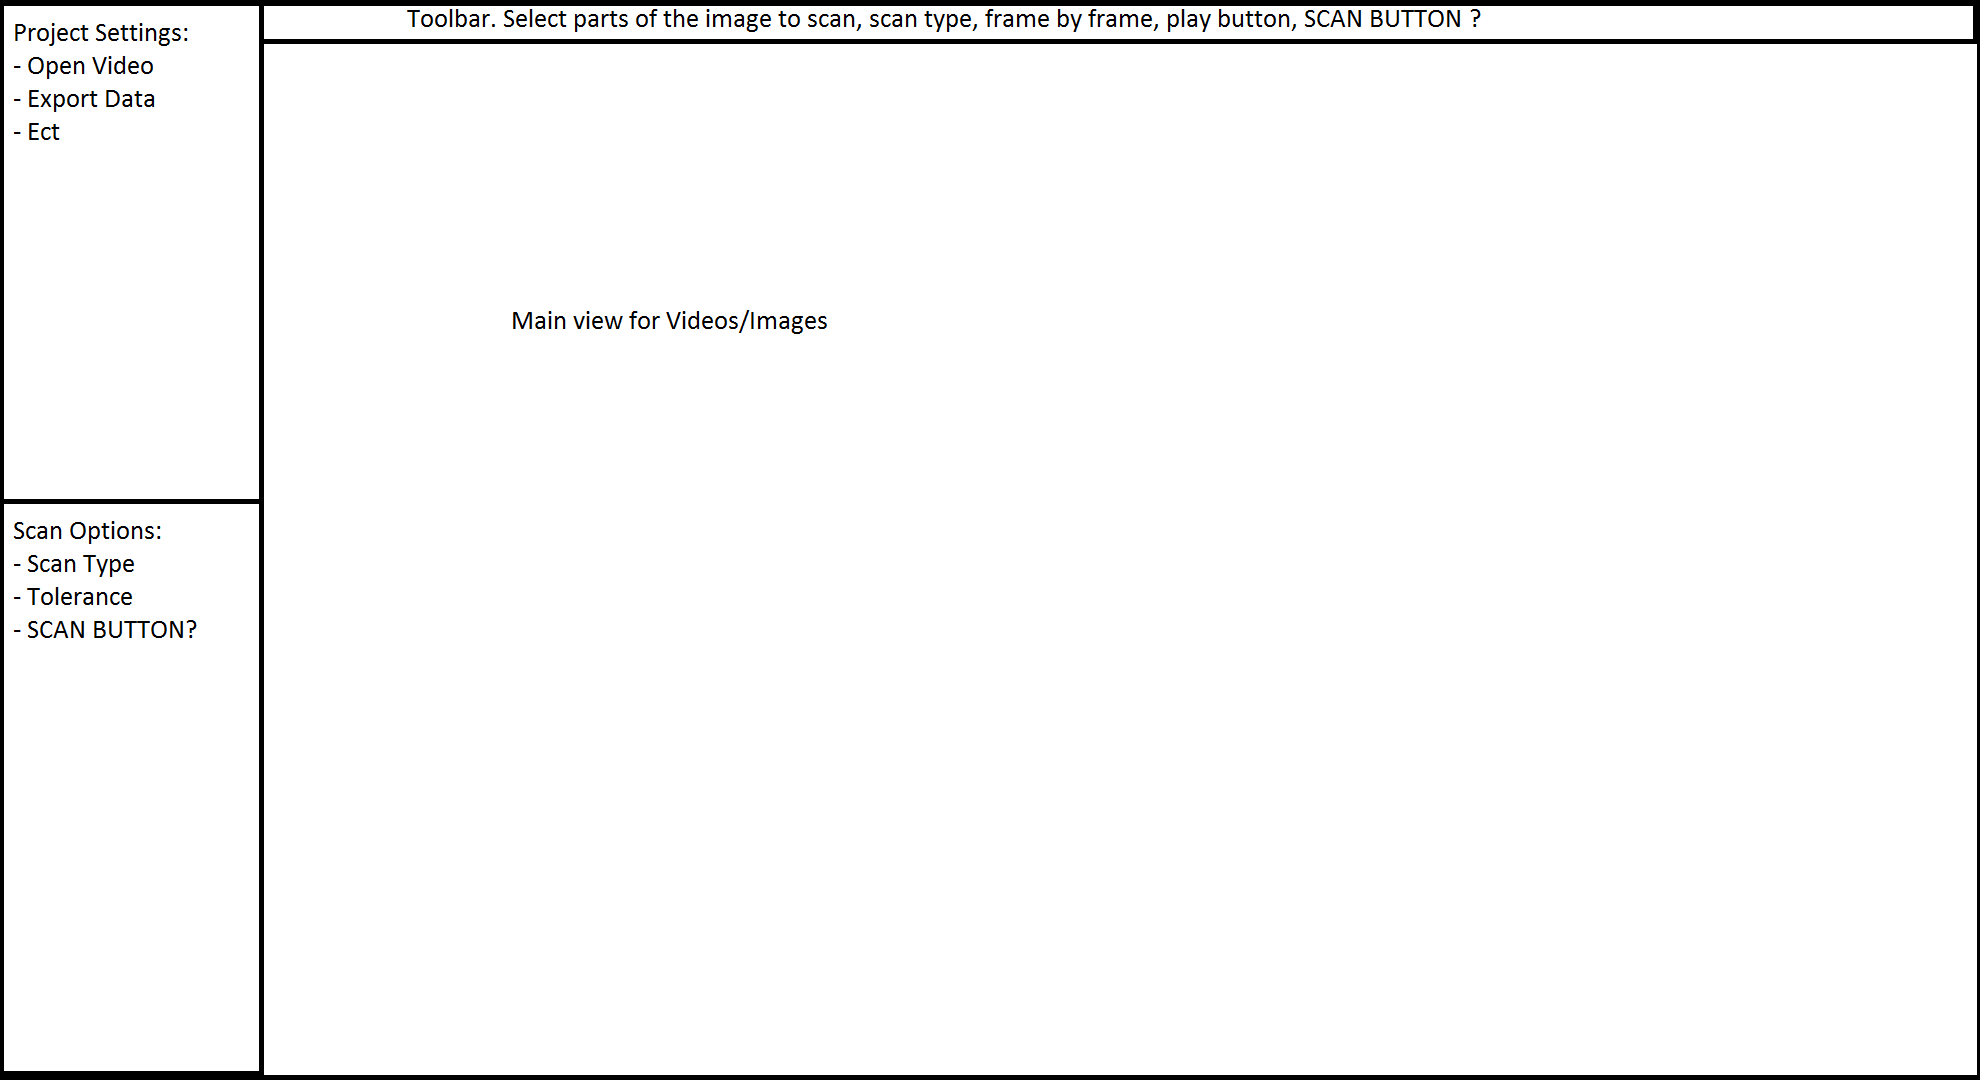 Project Settings:
- Open Video
- Export Data
- Ect
Toolbar. Select parts of the image to scan, scan type, frame by frame, play button, SCAN BUTTON ?
Main view for Videos/Images
Scan Options:
- Scan Type
- Tolerance
- SCAN BUTTON?